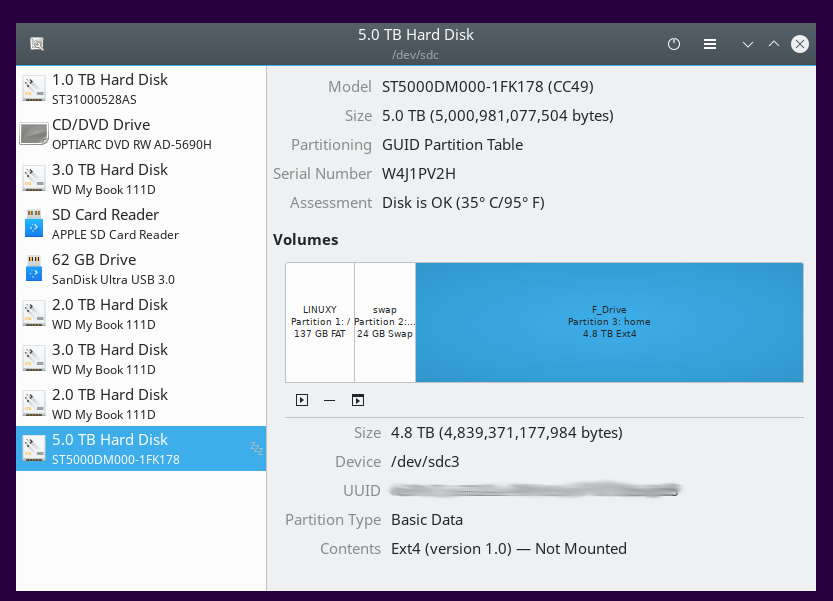 5.0 TB Hard Disk
/dev/sdc
1.0 TB Hard Disk
ST31000528AS
CD/DVD Drive
OPTIARC DVD RW AD-5690H
3.0 TB Hard Disk
WD My Book 111D
SD Card Reader
APPLE SD Card Reader
62 GB Drive
SanDisk Ultra USB 3.0
2.0 TB Hard Disk
WD My Book 111D
3.0 TB Hard Disk
WD My Book 111D
2.0 TB Hard Disk
WD My Book 111D
5.0 TB Hard Disk
ST5000DM000-1FK178
Model ST5000DM000-1FK178 (CC49)
Size 5.0 TB (5,000,981,077,504 bytes)
Partitioning GUID Partition Table
Serial Number W4J1PV2H
Assessment Disk is OK (35° C/95° F)
Volumes
LINUXY
Partition 1: /
137 GB FAT
swap
Partition 2:...
24 GB Swap
F_Drive
Partition 3: home
4.8 TB Ext4
Size 4.8 TB (4,839,371,177,984 bytes)
Device /dev/sdc3
UUID
Partition Type Basic Data
Contents Ext4 (version 1.0) — Not Mounted